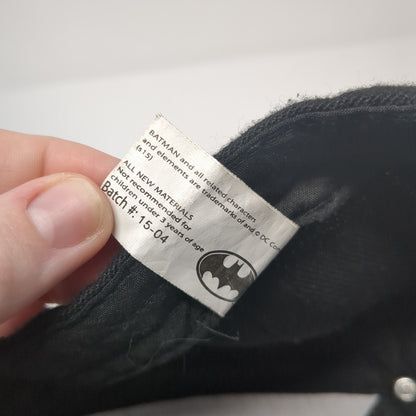 BATMAN and all related characters
and elements are trademarks of and © DC Comics.
(s15)
ALL NEW MATERIALS
Not recommended for
children under 3 years of age
Batch #: 15-04